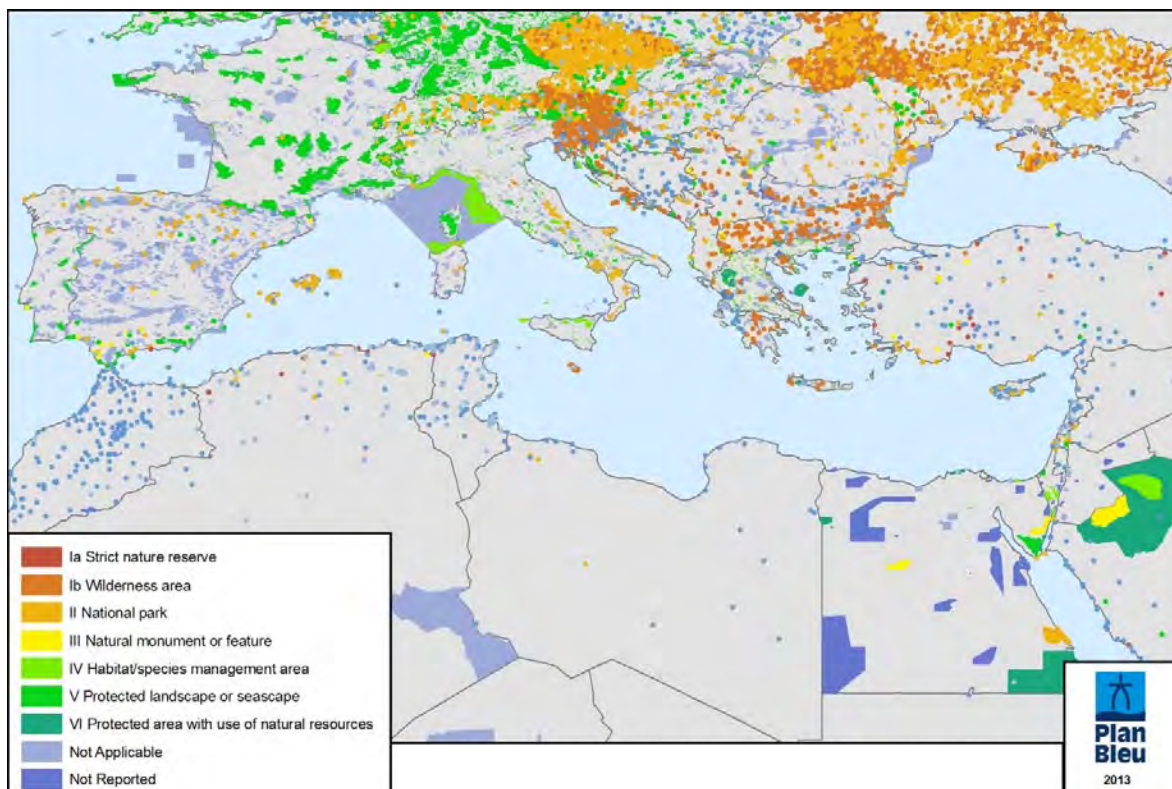 Ia Strict nature reserve
Ib Wilderness area
II National park
III Natural monument or feature
IV Habitat/species management area
V Protected landscape or seascape
VI Protected area with use of natural resources
Not Applicable
Not Reported
Plan
Bleu
2013